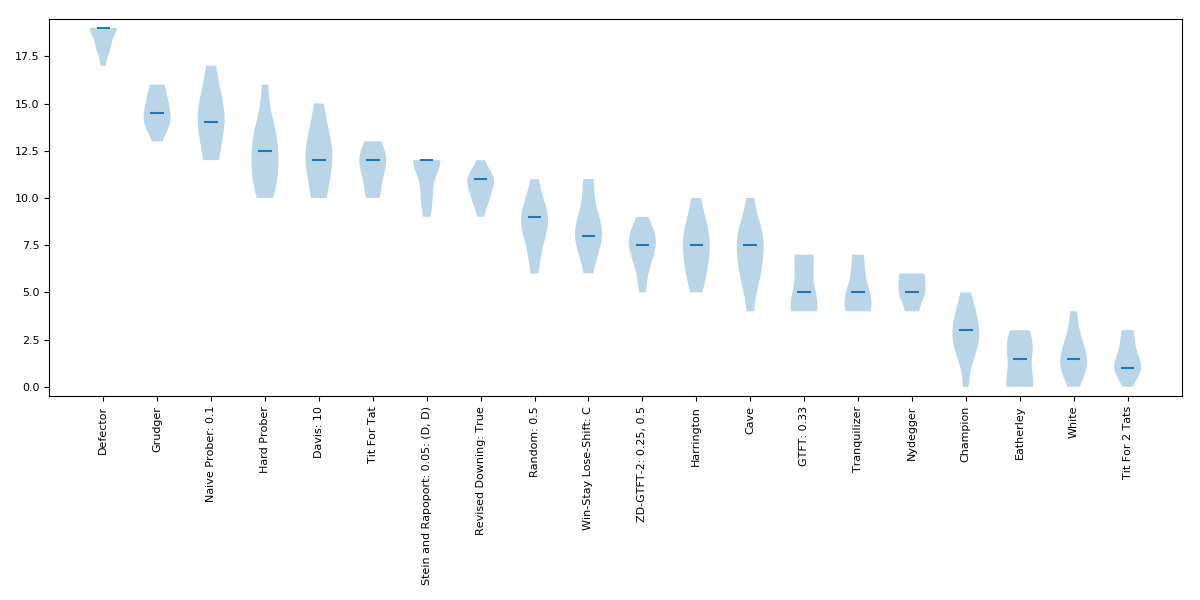 17.5
15.0
12.5
10.0
7.5
5.0
2.5
0.0
Defector
Grudger
Naive Prober: 0.1
Hard Prober
Davis: 10
Tit For Tat
Stein and Rapoport: 0.05: (D, D)
Revised Downing: True
Random: 0.5
Win-Stay Lose-Shift: C
ZD-GTFT-2: 0.25, 0.5
Harrington
Cave
GTFT: 0.33
Tranquilizer
Nydegger
Champion
Eatherley
White
Tit For 2 Tats